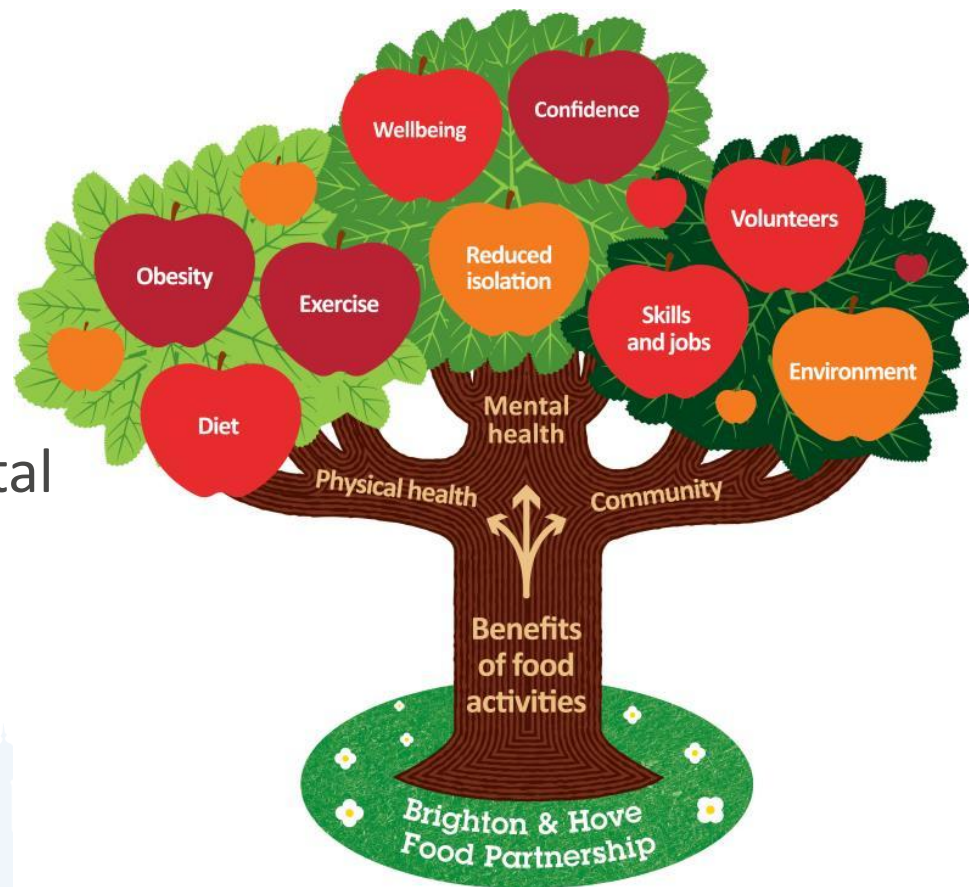 Wellbeing
Confidence
Volunteers
Obesity
Exercise
Reduced
isolation
Skills
and jobs
Environment
Diet
tal
Mental
health
Physical health
Community
Benefits
of food
activities
Brighton & Hove
Food Partnership